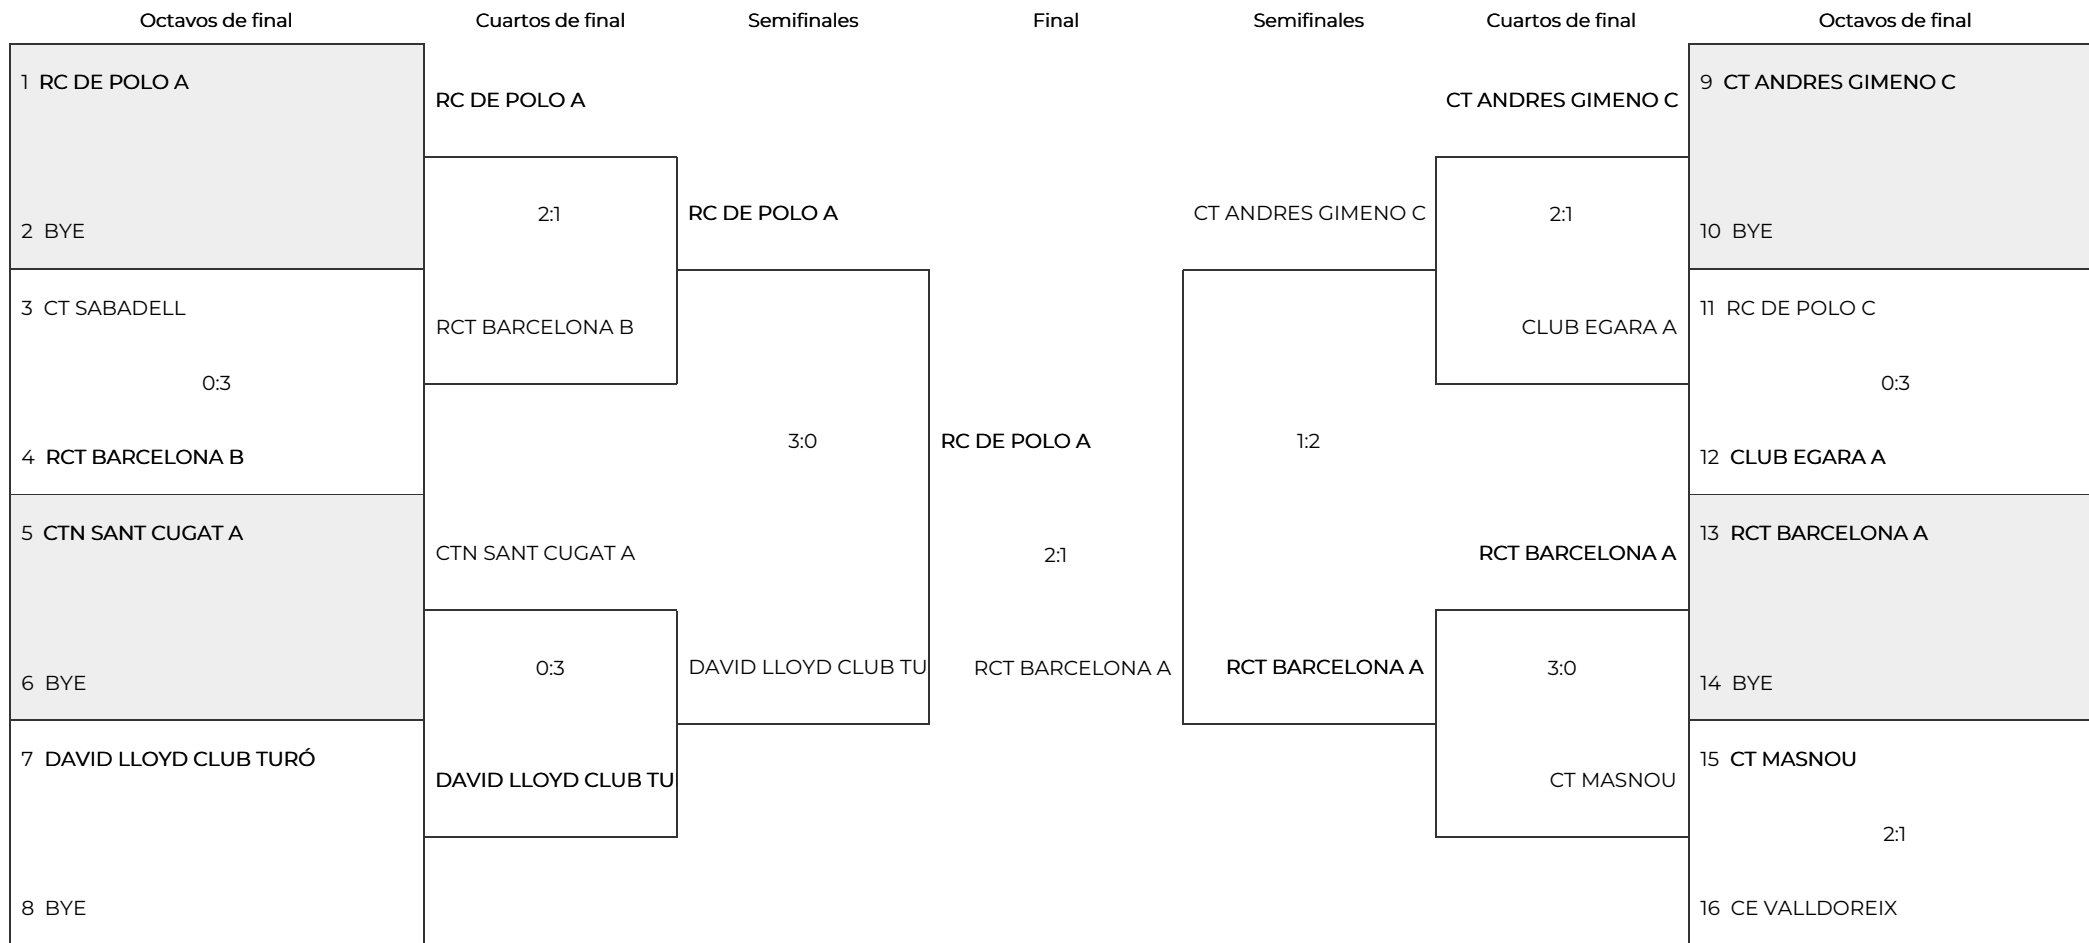 Octavos de final
Cuartos de final
Semifinales
Final
Semifinales
Cuartos de final
Octavos de final
1 RC DE POLO A
2 BYE
3 CT SABADELL
0:3
4 RCT BARCELONA B
5 CTN SANT CUGAT A
6 BYE
7 DAVID LLOYD CLUB TURÓ
8 BYE
RC DE POLO A
2:1
RCT BARCELONA B
CTN SANT CUGAT A
0:3
DAVID LLOYD CLUB TU
RC DE POLO A
3:0
DAVID LLOYD CLUB TU
RC DE POLO A
2:1
RCT BARCELONA A
CT ANDRES GIMENO C
1:2
RCT BARCELONA A
CT ANDRES GIMENO C
2:1
CLUB EGARA A
RCT BARCELONA A
3:0
CT MASNOU
9 CT ANDRES GIMENO C
10 BYE
11 RC DE POLO C
0:3
12 CLUB EGARA A
13 RCT BARCELONA A
14 BYE
15 CT MASNOU
2:1
16 CE VALLDOREIX